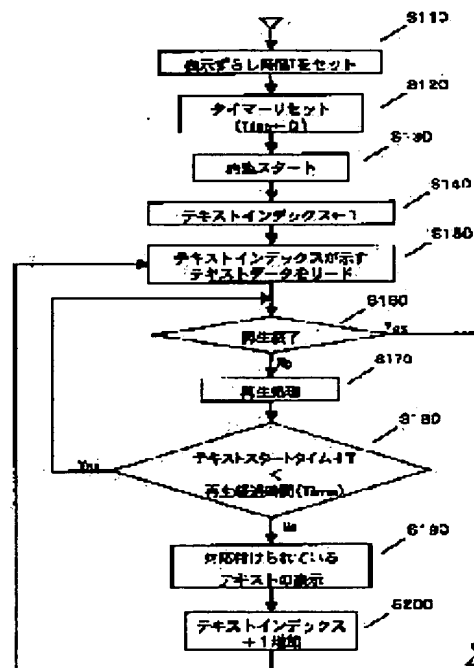 S110
表示ずらし時間Tをセット
S120
タイマーリセット
S130
スタート
S140
テキストインデックス←1
S150
テキストインデックスが示す
テキストデータをリード
S160
再生終了
Yes
No
S170
再生処理
S180
テキストスタートタイム+T
<
再生経過時間(Time)
Yes
No
S190
対応付けられている
テキストの表示
S200
テキストインデックス
+1増加